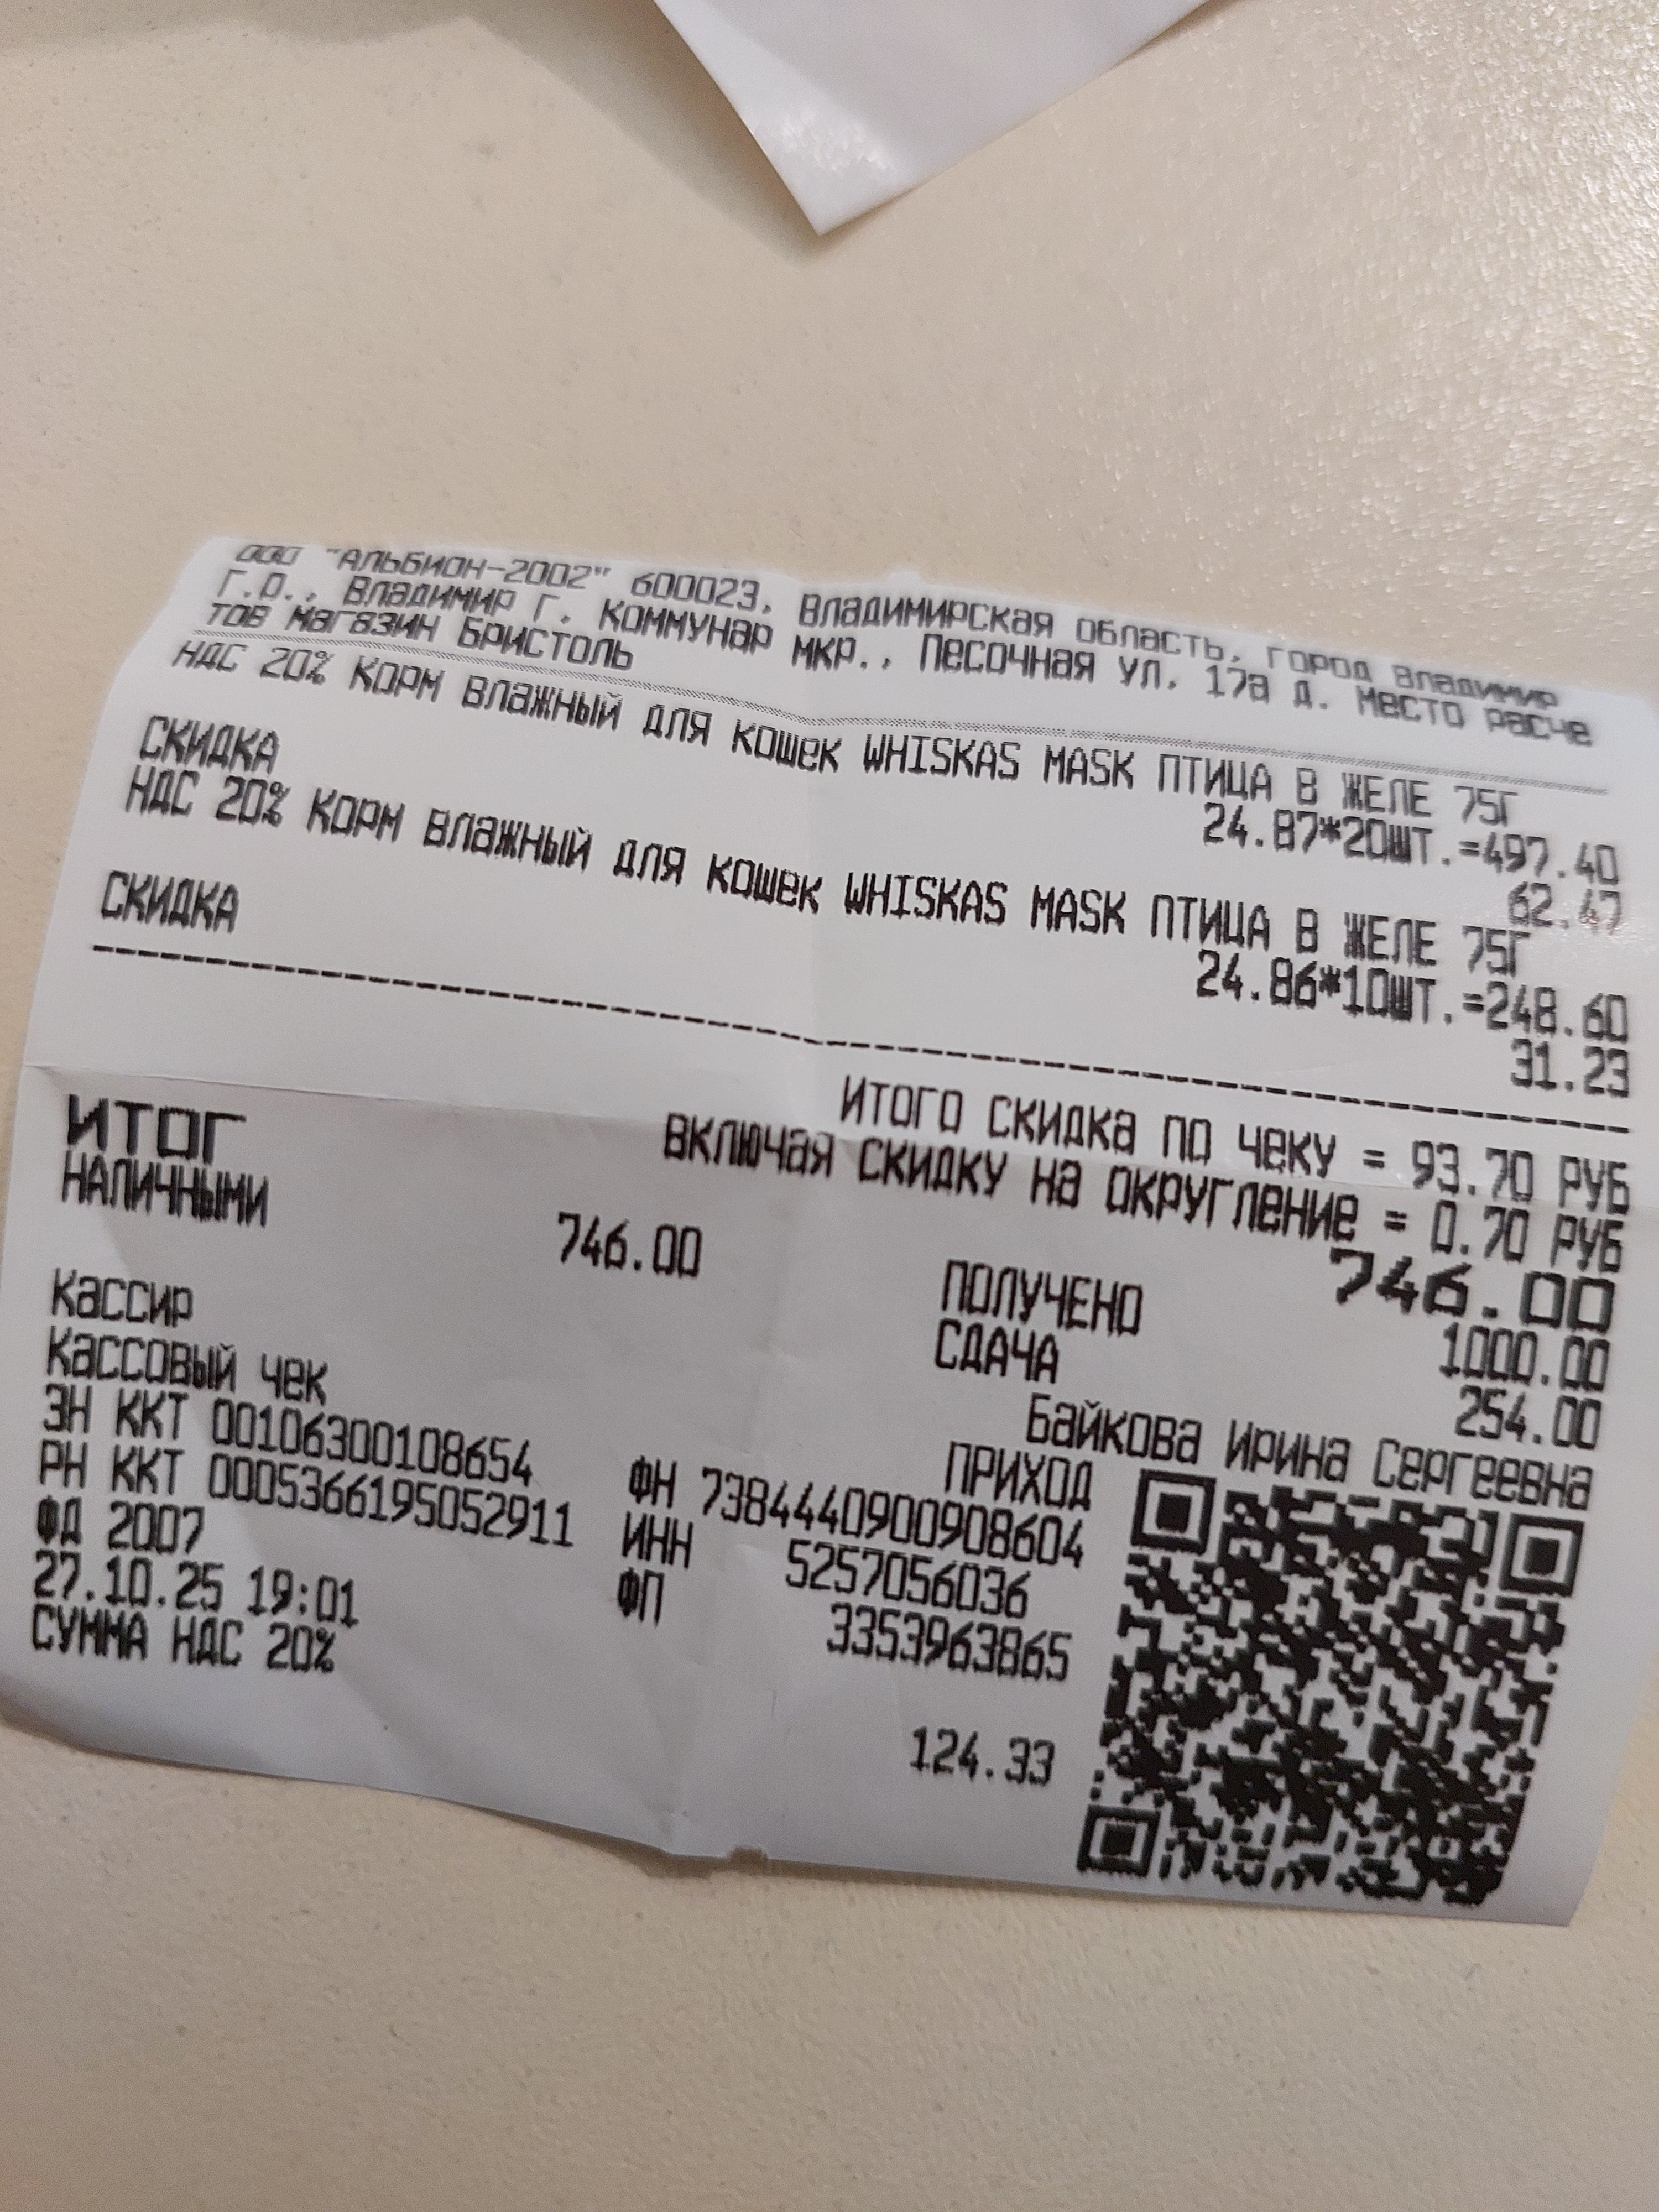 ООО "АЛЬБИОН-2002" 600023, Владимирская область, город Владимир
Г.О., Владимир г, Коммунар мкр., Песочная ул, 17а д. Место расче
тов магазин Бристоль
НДС 20% КОРМ ВЛАЖНЫЙ ДЛЯ КОШЕК WHISKAS MASK ПТИЦА В ЖЕЛЕ 75Г
24.87*20ШТ.=497.40
СКИДКА 62.47
НДС 20% КОРМ ВЛАЖНЫЙ ДЛЯ КОШЕК WHISKAS MASK ПТИЦА В ЖЕЛЕ 75Г
24.86*10ШТ.=248.60
СКИДКА 31.23
ИТОГО СКИДКА ПО ЧЕКУ = 93.70 РУБ
ВКЛЮЧАЯ СКИДКУ НА ОКРУГЛЕНИЕ = 0.70 РУБ
ИТОГ 746.00
НАЛИЧНЫМИ 746.00 ПОЛУЧЕНО 1000.00
СДАЧА 254.00
Кассир Байкова Ирина Сергеевна
Кассовый чек ПРИХОД
ЗН ККТ 00106300108654 ФН 7384440900908604
РН ККТ 0005366195052911 ИНН 5257056036
ФД 2007 ФП 3353963865
27.10.25 19:01
СУММА НДС 20% 124.33